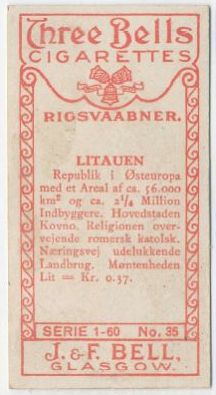 Three Bells
CIGARETTES
RIGSVAABNER.
LITAUEN
Republik i Østeuropa
med et Areal af ca. 56.000
km² og ca. 2¼ Million
Indbyggere. Hovedstaden
Kovno. Religionen over-
vejende romersk katolsk.
Næringsvej udelukkende
Landbrug. Møntenheden
Lit = Kr. 0.37.
SERIE 1-60 No. 35
J. & F. BELL,
GLASGOW.